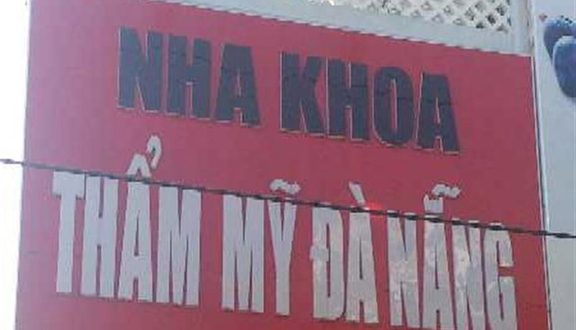 NHA KHOA
THẨM MỸ ĐÀ NẴNG